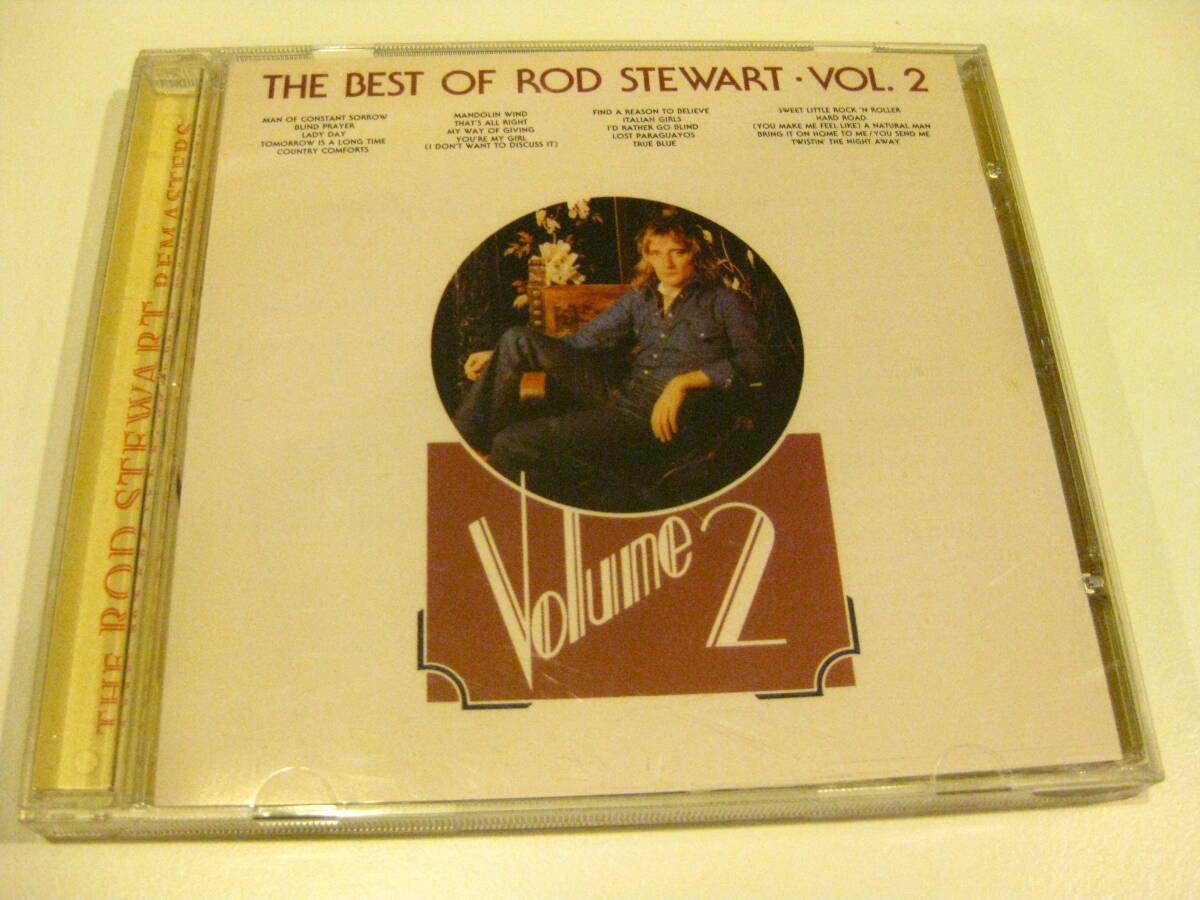 THE BEST OF ROD STEWART · VOL. 2
MAN OF CONSTANT SORROW
BLIND PRAYER
LADY DAY
TOMORROW IS A LONG TIME
COUNTRY COMFORTS
MANDOLIN WIND
THAT'S ALL RIGHT
MY WAY OF GIVING
YOU'RE MY GIRL
(I DON'T WANT TO DISCUSS IT)
FIND A REASON TO BELIEVE
ITALIAN GIRLS
I'D RATHER GO BLIND
LOST PARAGUAYOS
TRUE BLUE
SWEET LITTLE ROCK 'N ROLLER
HARD ROAD
(YOU MAKE ME FEEL LIKE) A NATURAL MAN
BRING IT ON HOME TO ME/YOU SEND ME
TWISTIN' THE NIGHT AWAY
Volume 2
THE ROD STEWART REMASTERS